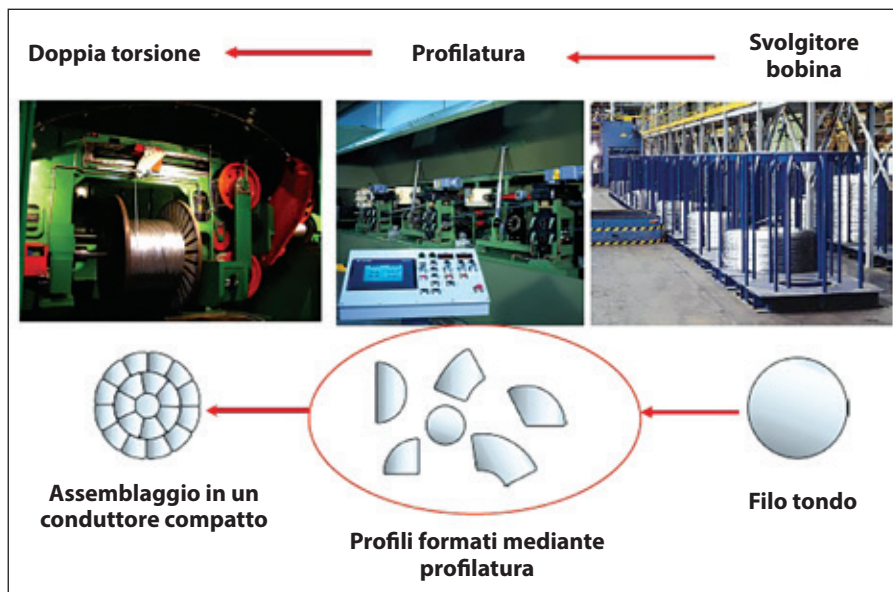 Doppia torsione
Profilatura
Svolgitore
bobina
Assemblaggio in un
conduttore compatto
Profili formati mediante
profilatura
Filo tondo